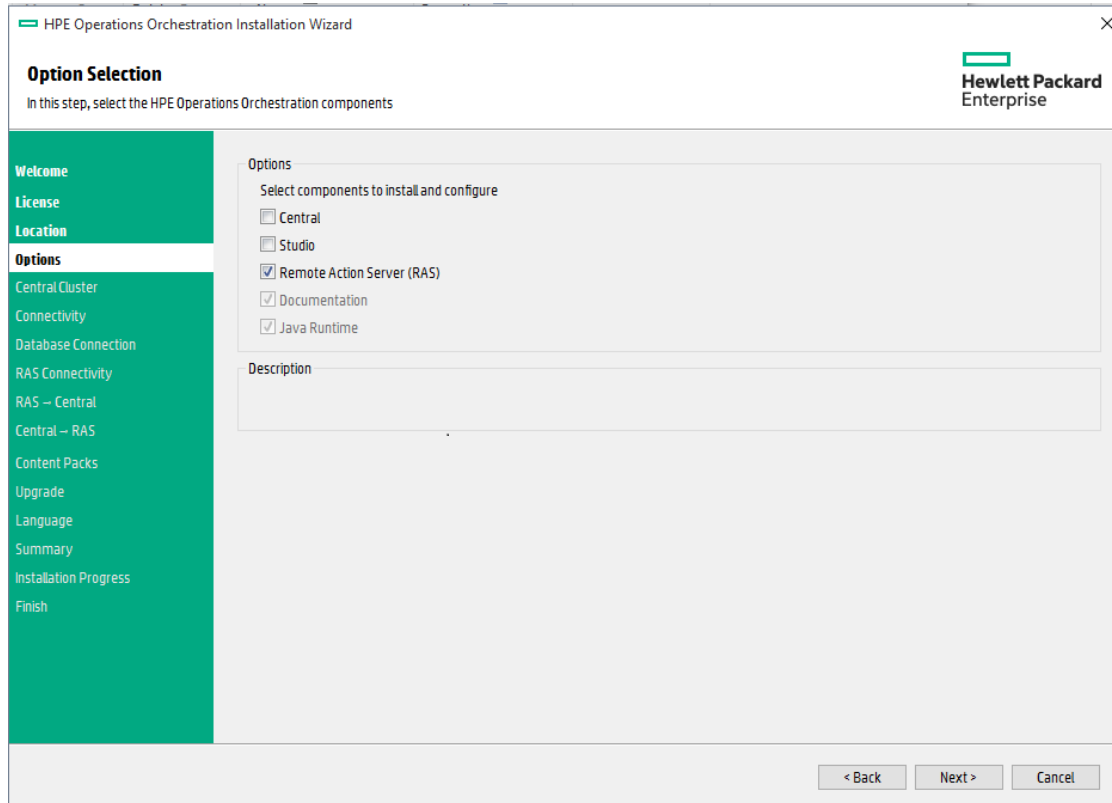 HPE Operations Orchestration Installation Wizard
Option Selection
In this step, select the HPE Operations Orchestration components
Hewlett Packard
Enterprise
Welcome
License
Location
Options
Central Cluster
Connectivity
Database Connection
RAS Connectivity
RAS – Central
Central – RAS
Content Packs
Upgrade
Language
Summary
Installation Progress
Finish
Options
Select components to install and configure
Central
Studio
Remote Action Server (RAS)
Documentation
Java Runtime
Description
< Back
Next >
Cancel